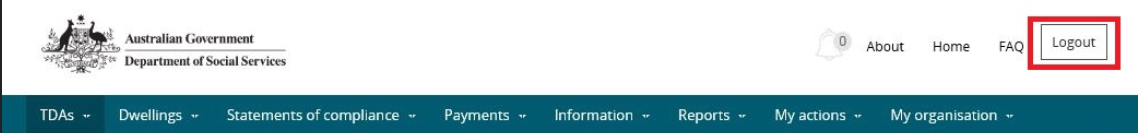 Australian Government
Department of Social Services
0 About Home FAQ Logout
TDAs Dwellings Statements of compliance Payments Information Reports My actions My organisation